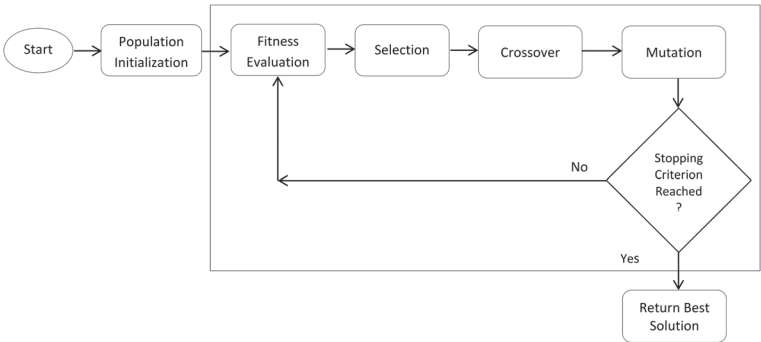 Start
Population
Initialization
Fitness
Evaluation
Selection
Crossover
Mutation
Stopping
Criterion
Reached
?
No
Yes
Return Best
Solution